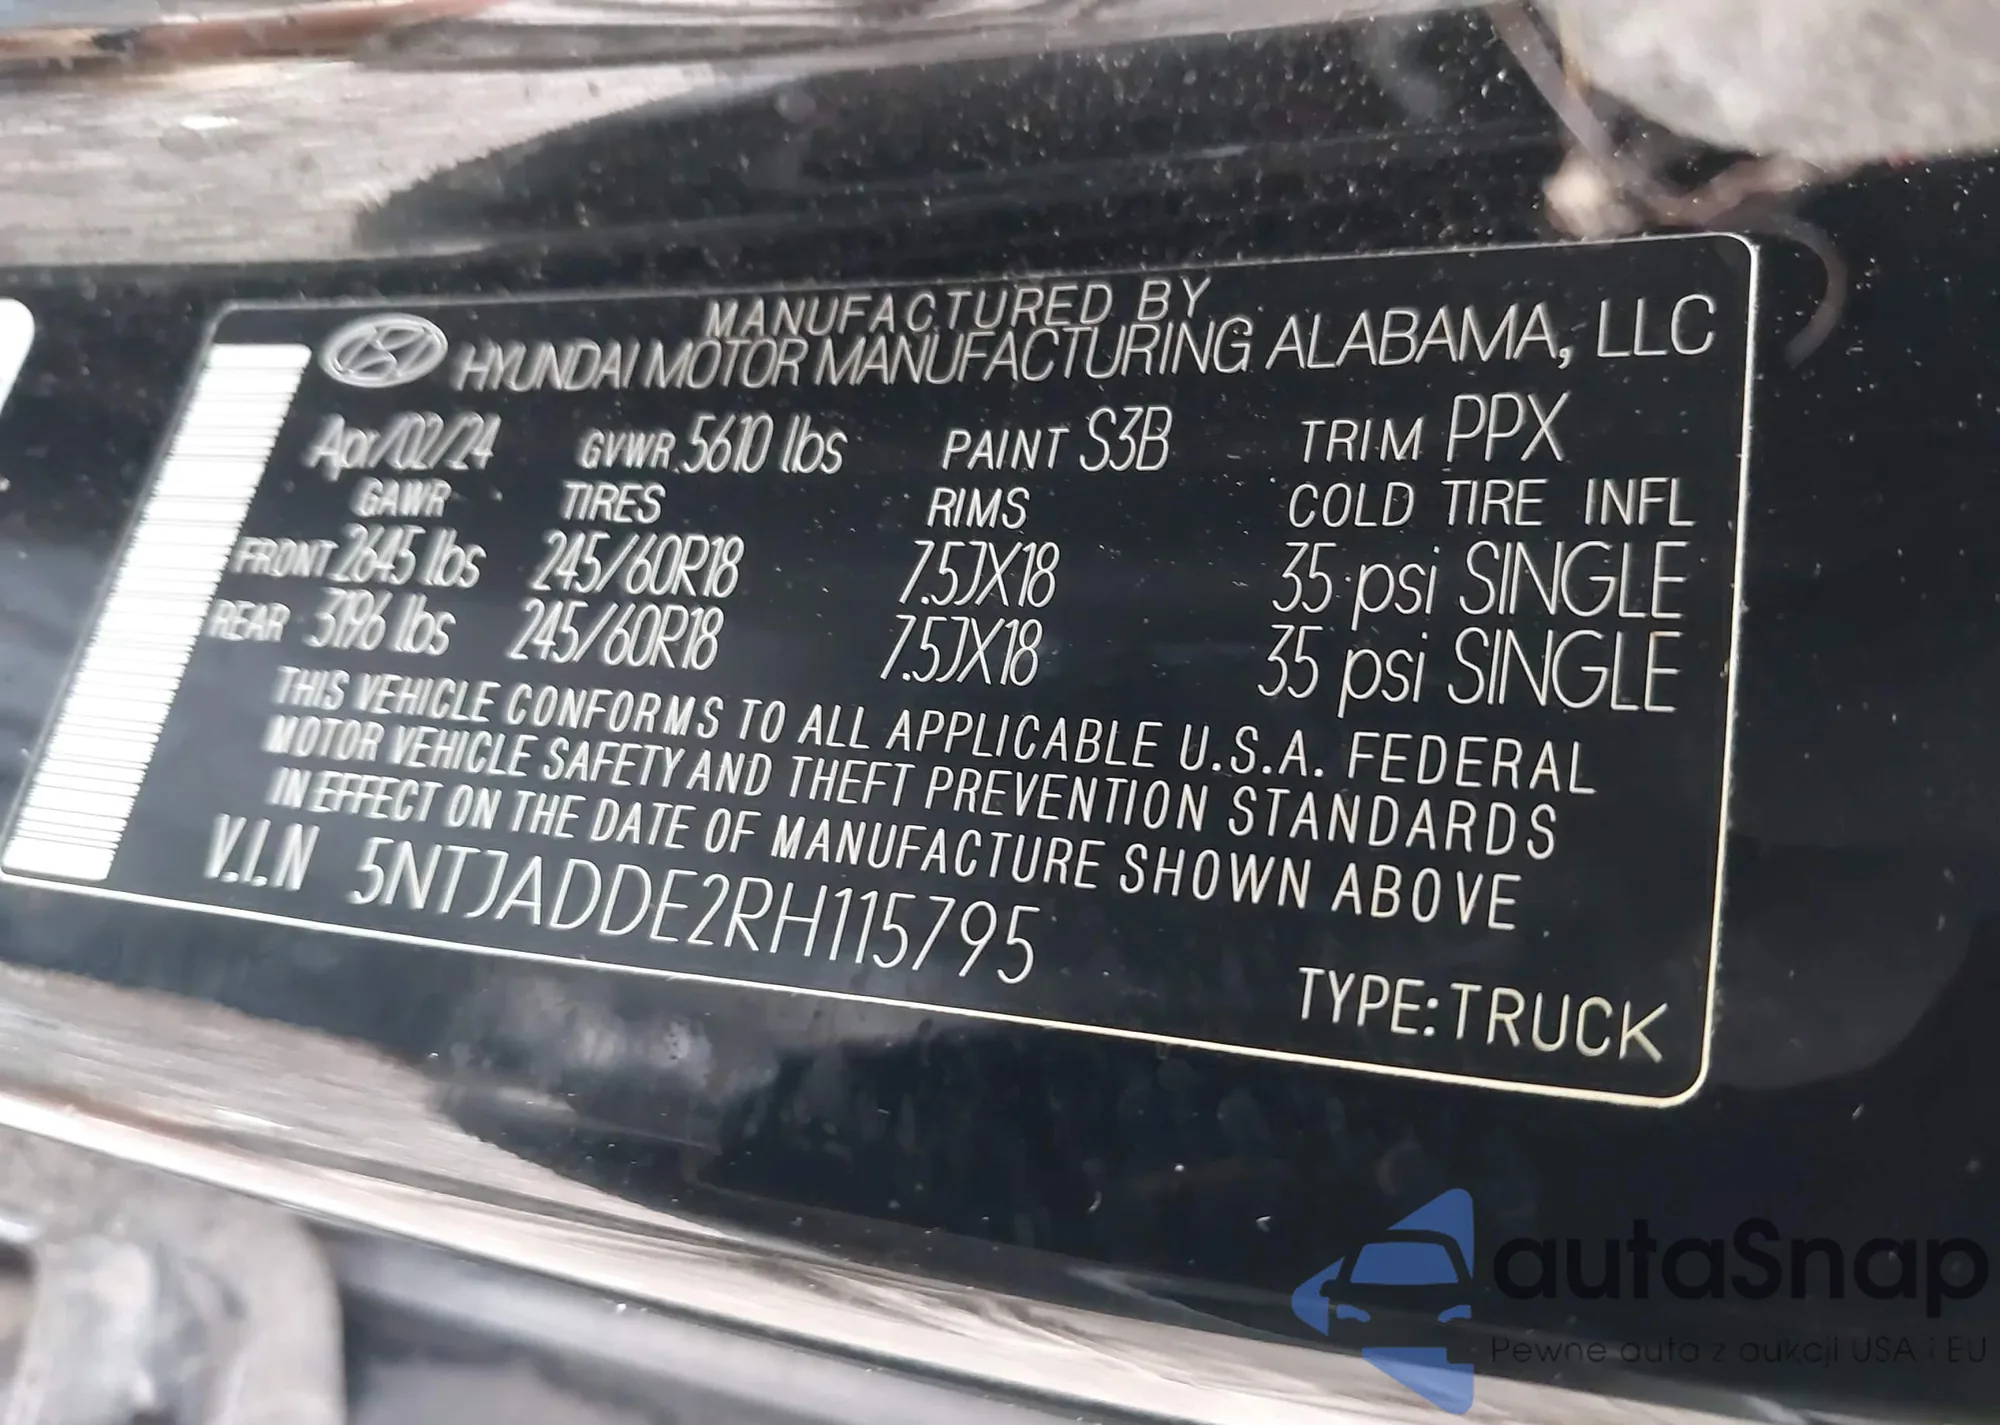 MANUFACTURED BY
HYUNDAI MOTOR MANUFACTURING ALABAMA, LLC
Apr/02/24 GVWR 5610 lbs PAINT S3B TRIM PPX
GAWR TIRES RIMS COLD TIRE INFL
FRONT 2645 lbs 245/60R18 7.5JX18 35 psi SINGLE
REAR 3196 lbs 245/60R18 7.5JX18 35 psi SINGLE
THIS VEHICLE CONFORMS TO ALL APPLICABLE U.S.A. FEDERAL
MOTOR VEHICLE SAFETY AND THEFT PREVENTION STANDARDS
IN EFFECT ON THE DATE OF MANUFACTURE SHOWN ABOVE
V.I.N 5NTJADDE2RH115795
TYPE:TRUCK
autaSnap
Pewne auta z aukcji USA i EU